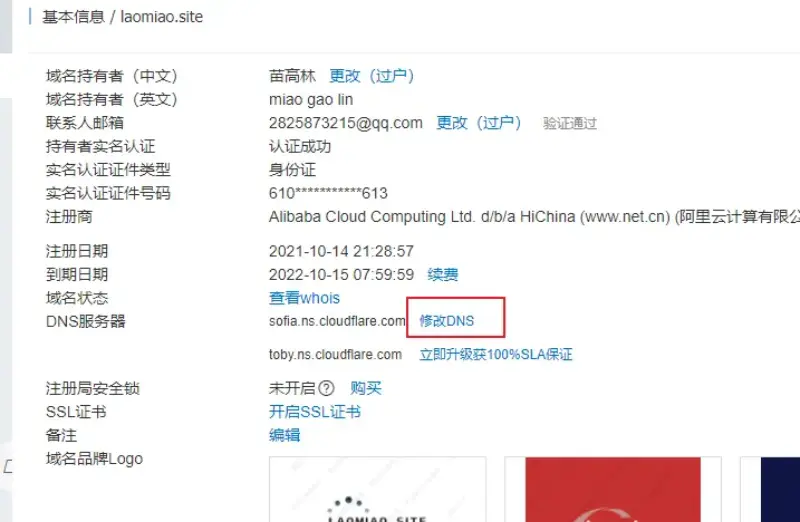 基本信息 / laomiao.site
域名持有者（中文） 苗高林 更改（过户）
域名持有者（英文） miao gao lin
联系人邮箱 2825873215@qq.com 更改（过户） 验证通过
持有者实名认证 认证成功
实名认证证件类型 身份证
实名认证证件号码 610***********613
注册商 Alibaba Cloud Computing Ltd. d/b/a HiChina (www.net.cn) (阿里云计算有限公
注册日期 2021-10-14 21:28:57
到期日期 2022-10-15 07:59:59 续费
域名状态 查看whois
DNS服务器 sofia.ns.cloudflare.com 修改DNS
toby.ns.cloudflare.com 立即升级获100%SLA保证
注册局安全锁 未开启? 购买
SSL证书 开启SSL证书
备注 编辑
域名品牌Logo
LAOMIAO SITE